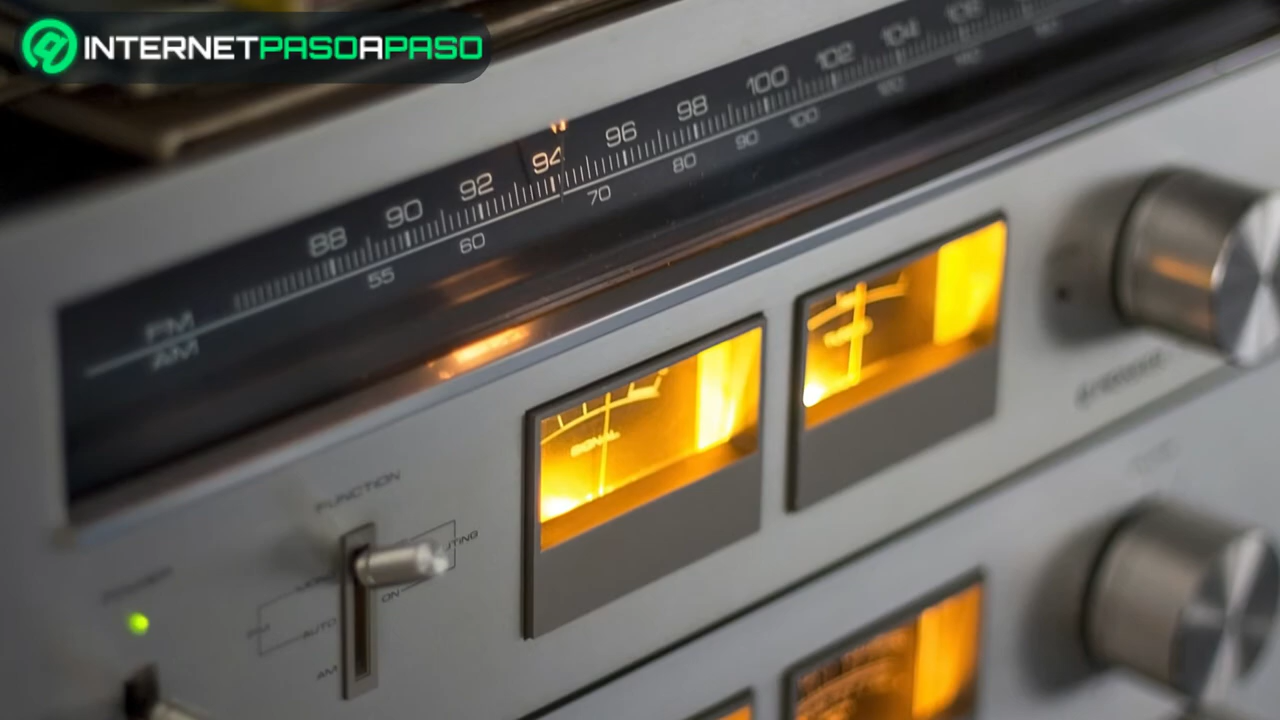 INTERNETPASOAPASO
FM 88 90 92 94 96 98 100 102 104 106
AM 55 60 70 80 90 100
SIGNAL
FUNCTION
ON
AUTO
AM